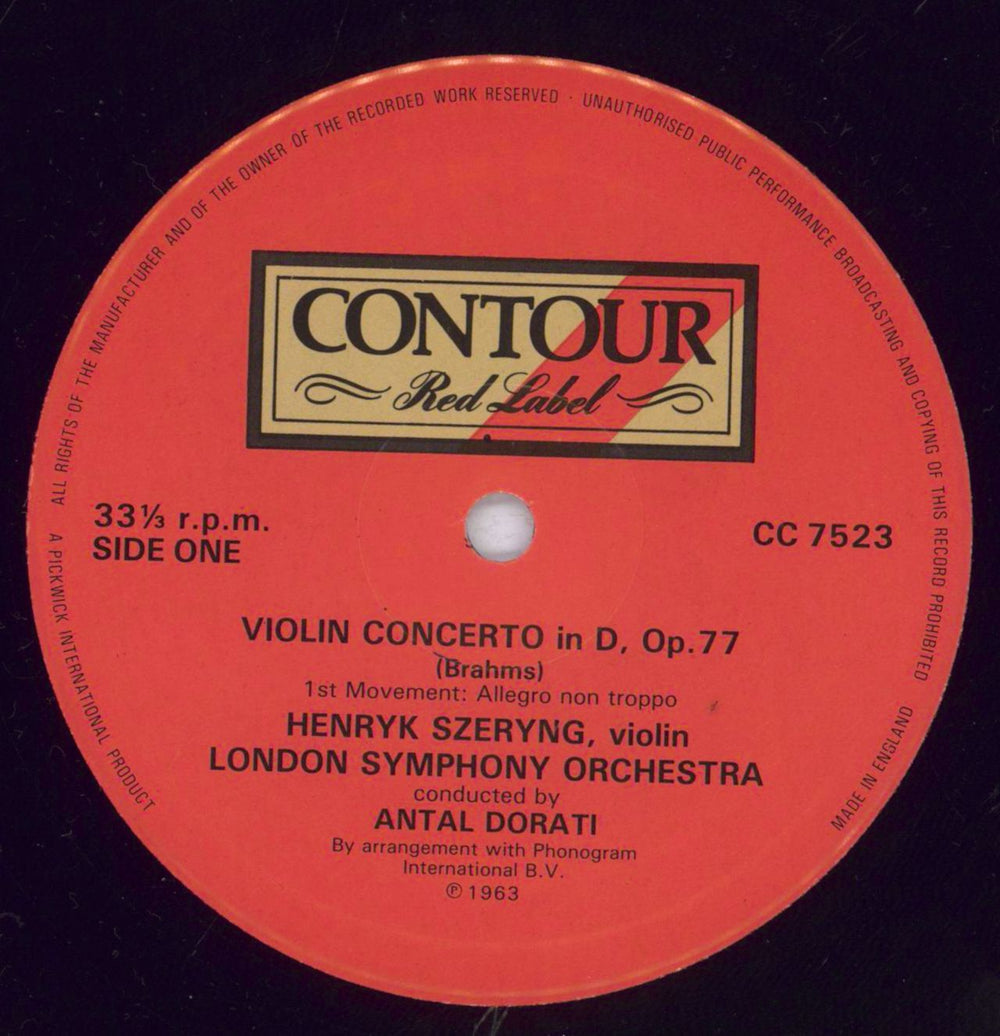 ALL RIGHTS OF THE MANUFACTURER AND OF THE OWNER OF THE RECORDED WORK RESERVED · UNAUTHORISED PUBLIC PERFORMANCE BROADCASTING AND COPYING OF THIS RECORD PROHIBITED
CONTOUR
Red Label
33⅓ r.p.m.
SIDE ONE
CC 7523
VIOLIN CONCERTO in D, Op.77
(Brahms)
1st Movement: Allegro non troppo
HENRYK SZERYNG, violin
LONDON SYMPHONY ORCHESTRA
conducted by
ANTAL DORATI
By arrangement with Phonogram
International B.V.
℗ 1963
A PICKWICK INTERNATIONAL PRODUCT
MADE IN ENGLAND